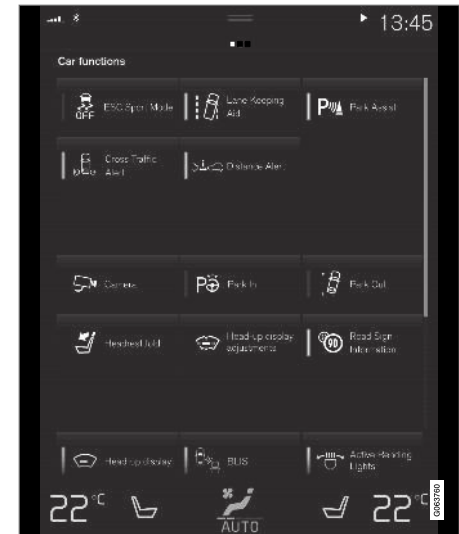 13:45
Car functions
OFF
ESC Sport Mode
Lane Keeping
Aid
P
Park Assist
Cross Traffic
Alert
Distance Alert
Camera
P
Park In
Park Out
Headrest fold
Head-up display
adjustments
90
Road Sign
Information
Head-up display
BLIS
Active Bending
Lights
22°C
AUTO
22°C
G063760